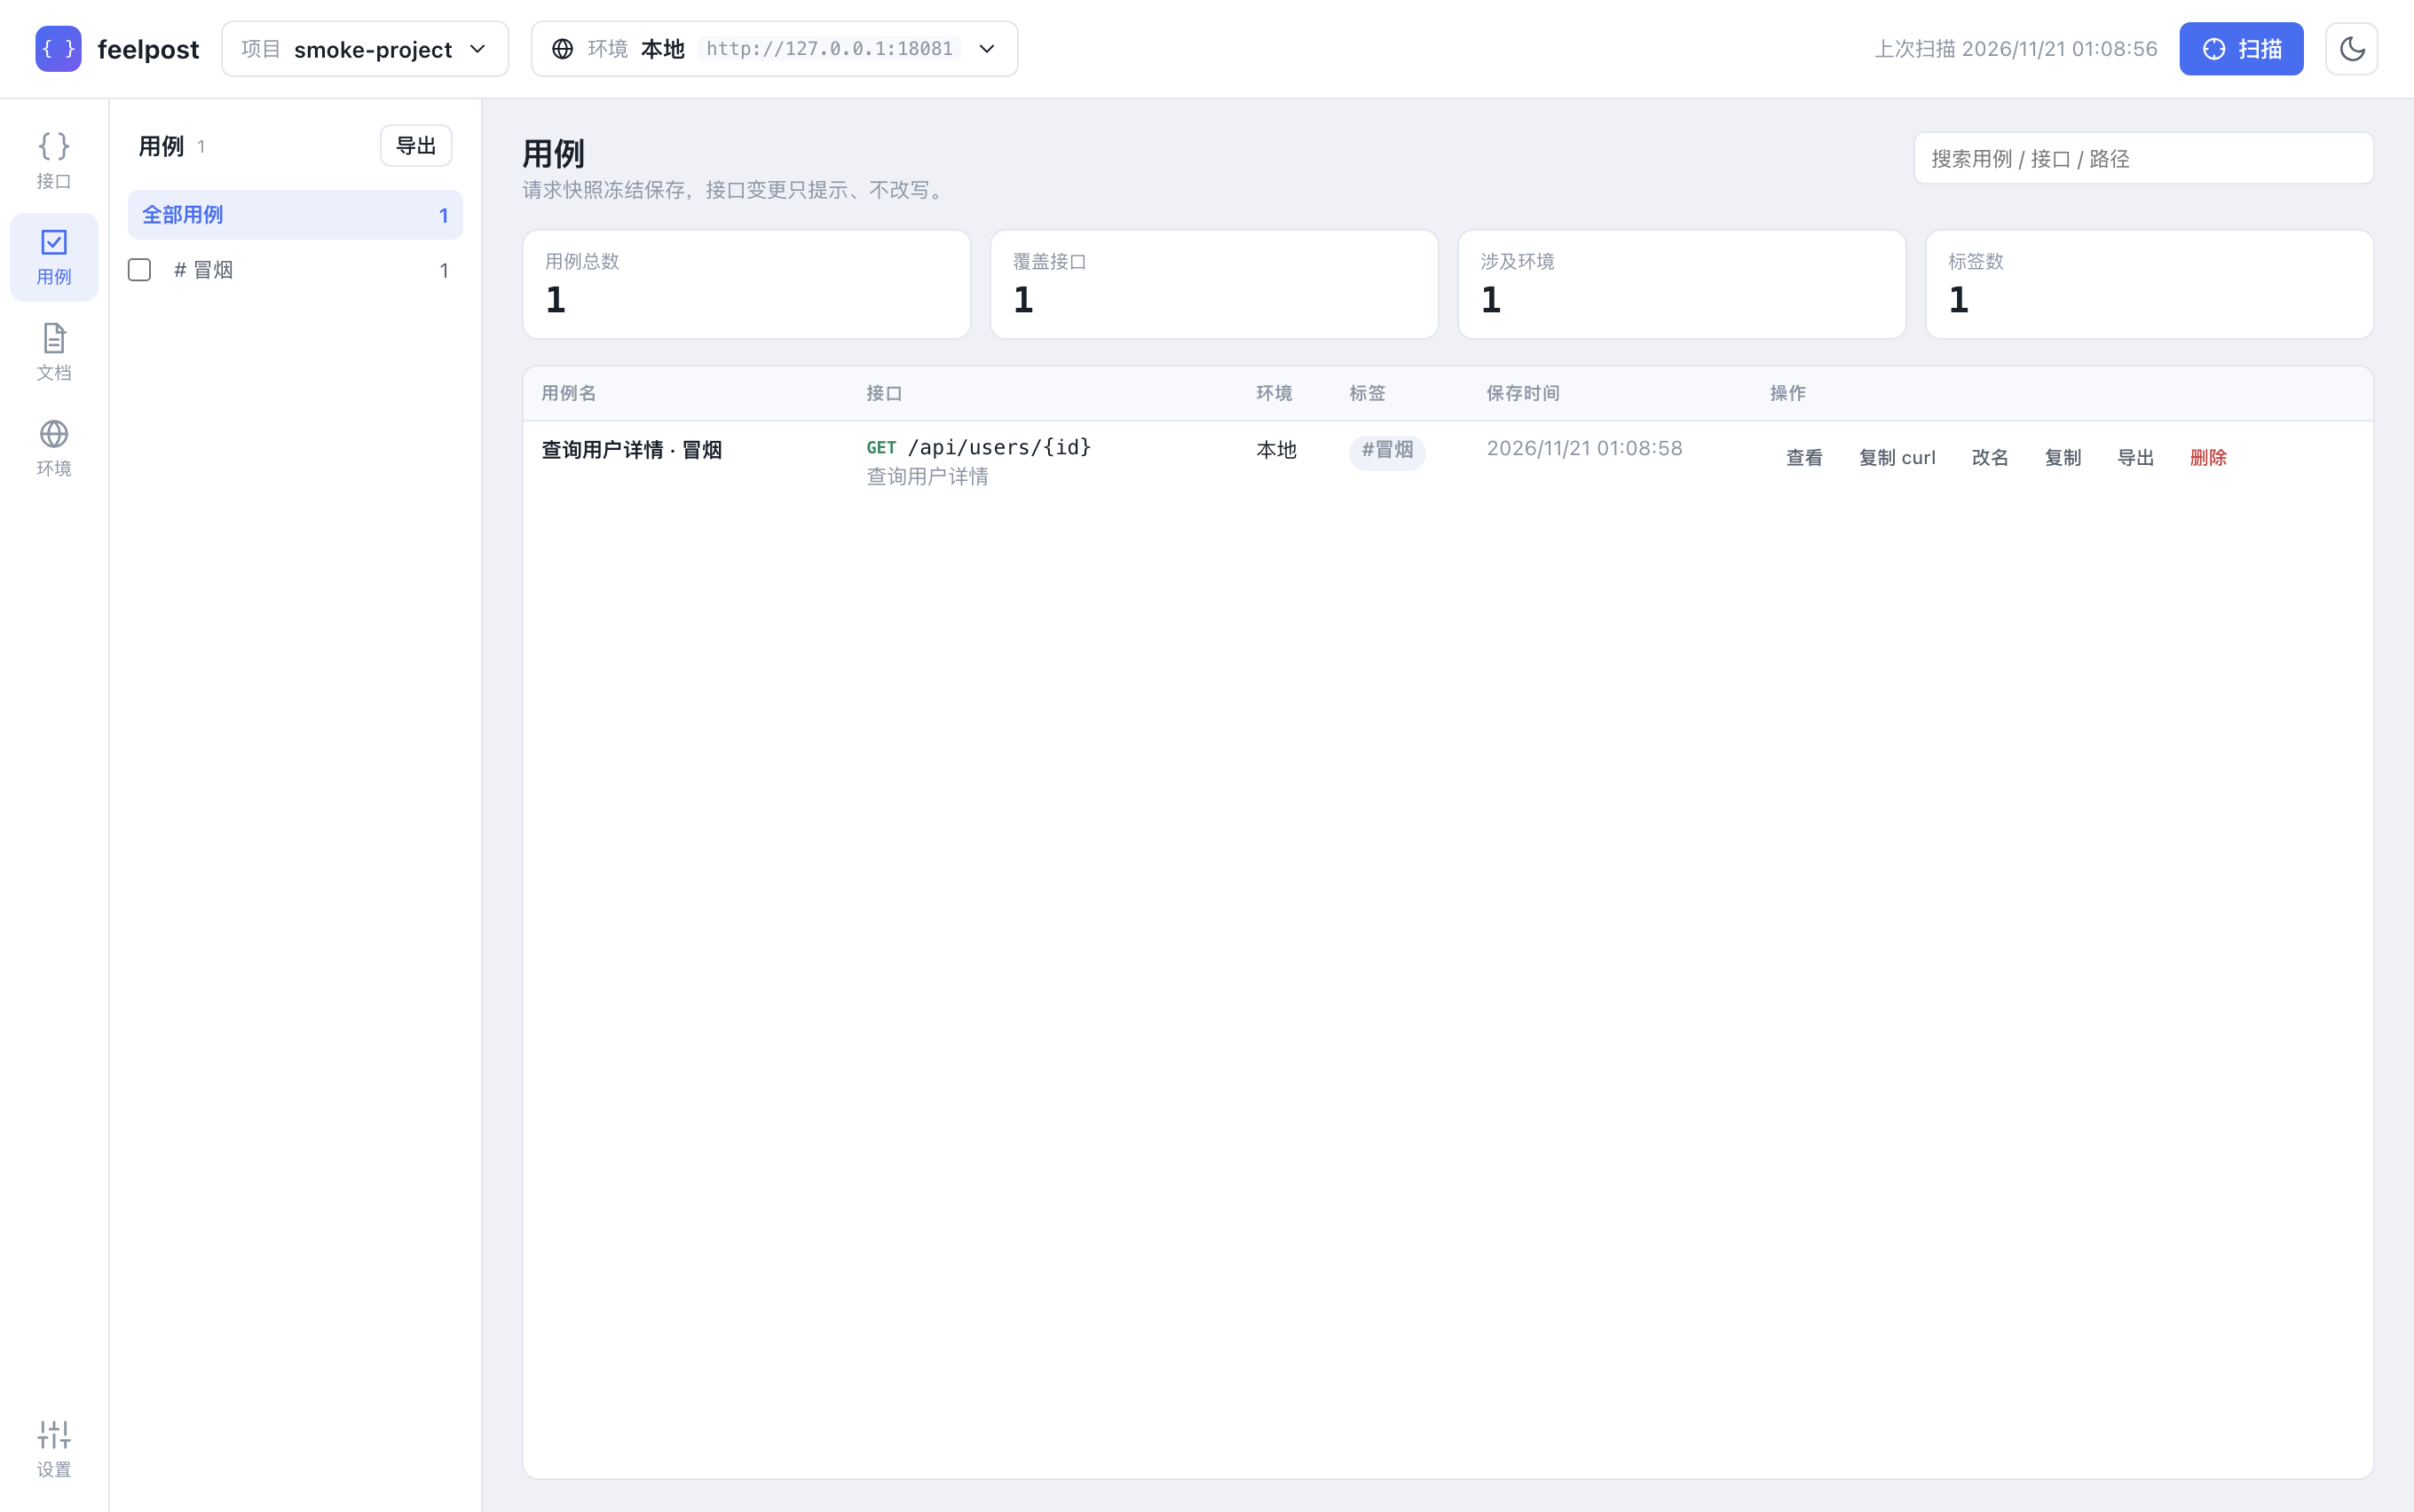 { } feelpost 项目 smoke-project 环境 本地 http://127.0.0.1:18081 上次扫描 2026/11/21 01:08:56 扫描
接口
用例
文档
环境
设置
用例 1 导出
全部用例 1
# 冒烟 1
用例
请求快照冻结保存，接口变更只提示、不改写。
搜索用例 / 接口 / 路径
用例总数
1
覆盖接口
1
涉及环境
1
标签数
1
用例名 接口 环境 标签 保存时间 操作
查询用户详情 · 冒烟 GET /api/users/{id} 本地 #冒烟 2026/11/21 01:08:58 查看 复制 curl 改名 复制 导出 删除
查询用户详情